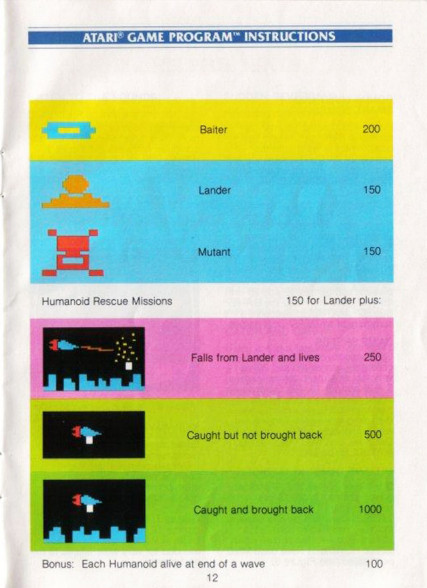 ATARI® GAME PROGRAM™ INSTRUCTIONS
Baiter 200
Lander 150
Mutant 150
Humanoid Rescue Missions 150 for Lander plus:
Falls from Lander and lives 250
Caught but not brought back 500
Caught and brought back 1000
Bonus: Each Humanoid alive at end of a wave 100
12